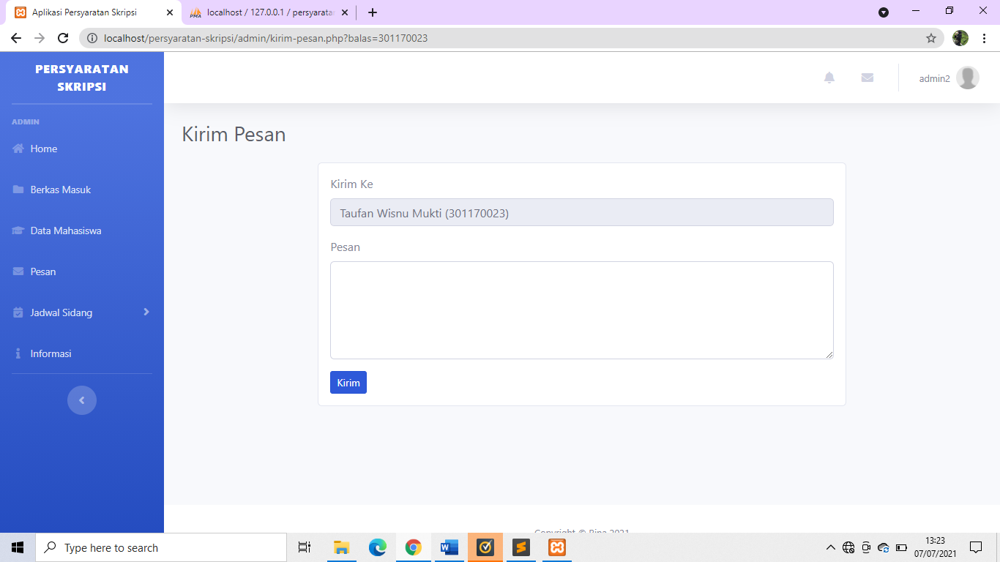 Aplikasi Persyaratan Skripsi
localhost / 127.0.0.1 / persyaratan
localhost/persyaratan-skripsi/admin/kirim-pesan.php?balas=301170023
PERSYARATAN
SKRIPSI
admin2
ADMIN
Home
Berkas Masuk
Data Mahasiswa
Pesan
Jadwal Sidang
Informasi
Kirim Pesan
Kirim Ke
Taufan Wisnu Mukti (301170023)
Pesan
Kirim
Copyright © 2021
Type here to search
13:23
07/07/2021